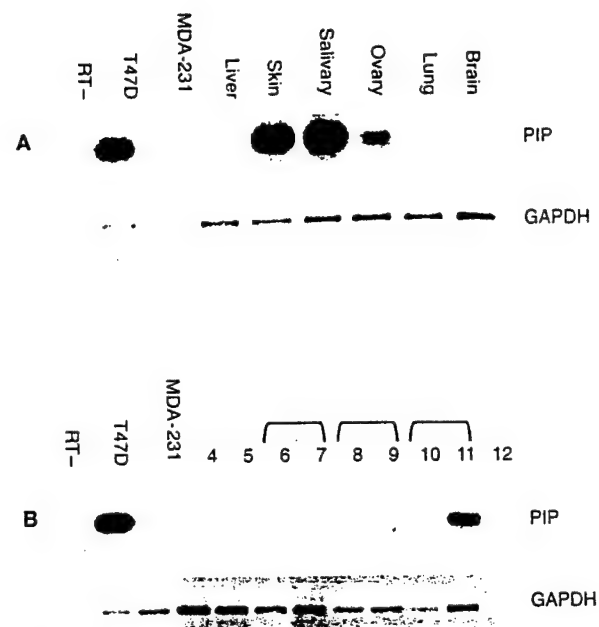 RT– T47D MDA-231 Liver Skin Salivary Ovary Lung Brain
A PIP
GAPDH
RT– T47D MDA-231 4 5 6 7 8 9 10 11 12
B PIP
GAPDH